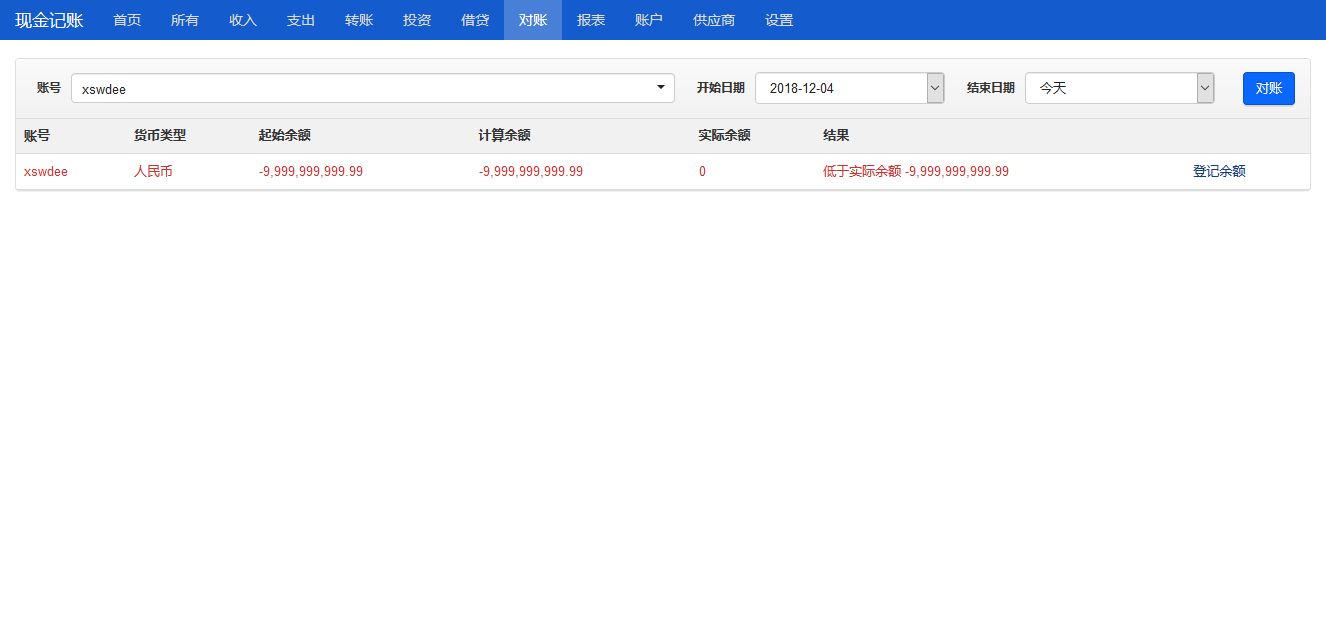 现金记账 首页 所有 收入 支出 转账 投资 借贷 对账 报表 账户 供应商 设置
账号 xswdee 开始日期 2018-12-04 结束日期 今天 对账
账号 货币类型 起始余额 计算余额 实际余额 结果
xswdee 人民币 -9,999,999,999.99 -9,999,999,999.99 0 低于实际余额 -9,999,999,999.99 登记余额